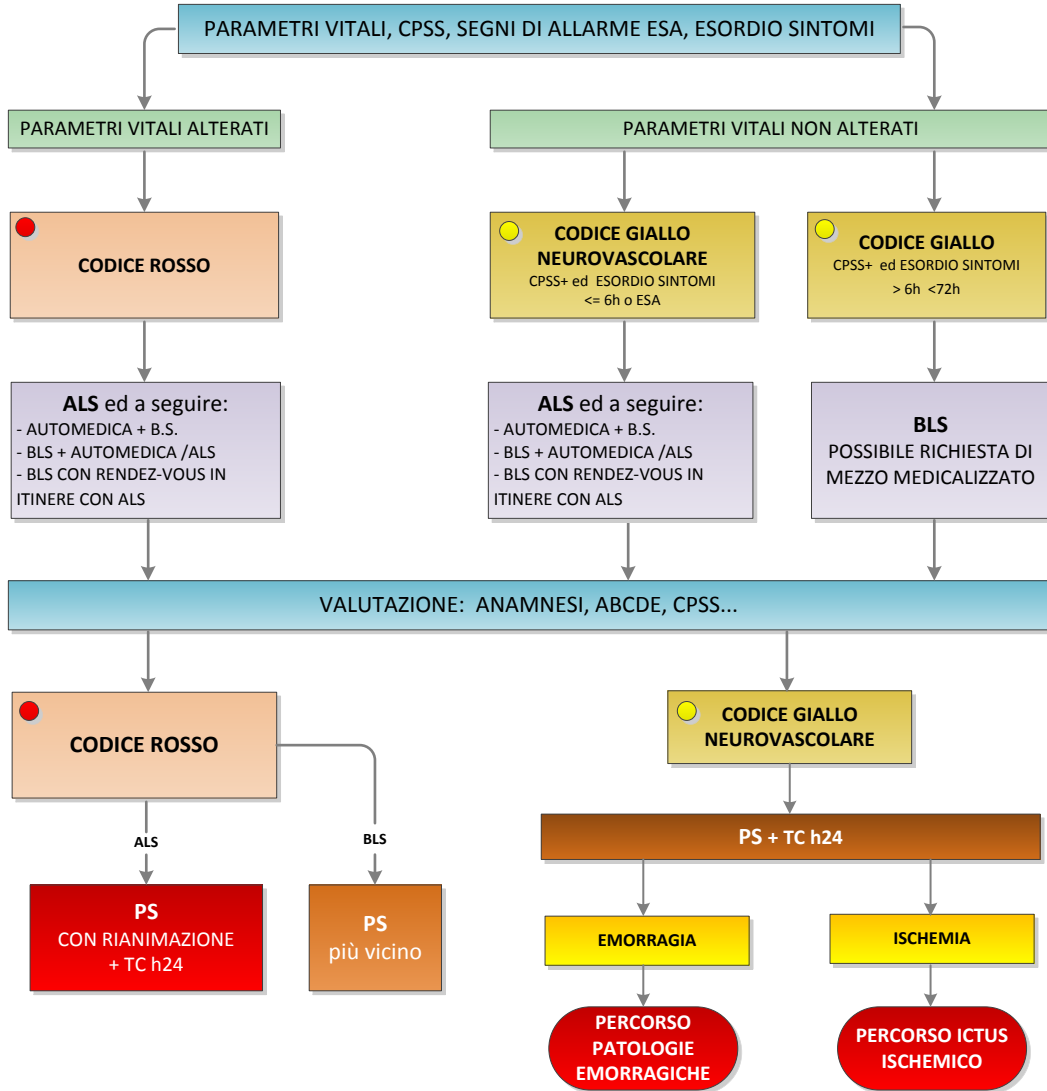 PARAMETRI VITALI, CPSS, SEGNI DI ALLARME ESA, ESORDIO SINTOMI
PARAMETRI VITALI ALTERATI
PARAMETRI VITALI NON ALTERATI
CODICE ROSSO
CODICE GIALLO
NEUROVASCOLARE
CPSS+ ed ESORDIO SINTOMI
<= 6h o ESA
CODICE GIALLO
CPSS+ ed ESORDIO SINTOMI
> 6h <72h
ALS ed a seguire:
- AUTOMEDICA + B.S.
- BLS + AUTOMEDICA /ALS
- BLS CON RENDEZ-VOUS IN
ITINERE CON ALS
ALS ed a seguire:
- AUTOMEDICA + B.S.
- BLS + AUTOMEDICA /ALS
- BLS CON RENDEZ-VOUS IN
ITINERE CON ALS
BLS
POSSIBILE RICHIESTA DI
MEZZO MEDICALIZZATO
VALUTAZIONE: ANAMNESI, ABCDE, CPSS...
CODICE ROSSO
CODICE GIALLO
NEUROVASCOLARE
ALS
BLS
PS + TC h24
PS
CON RIANIMAZIONE
+ TC h24
PS
più vicino
EMORRAGIA
ISCHEMIA
PERCORSO
PATOLOGIE
EMORRAGICHE
PERCORSO ICTUS
ISCHEMICO